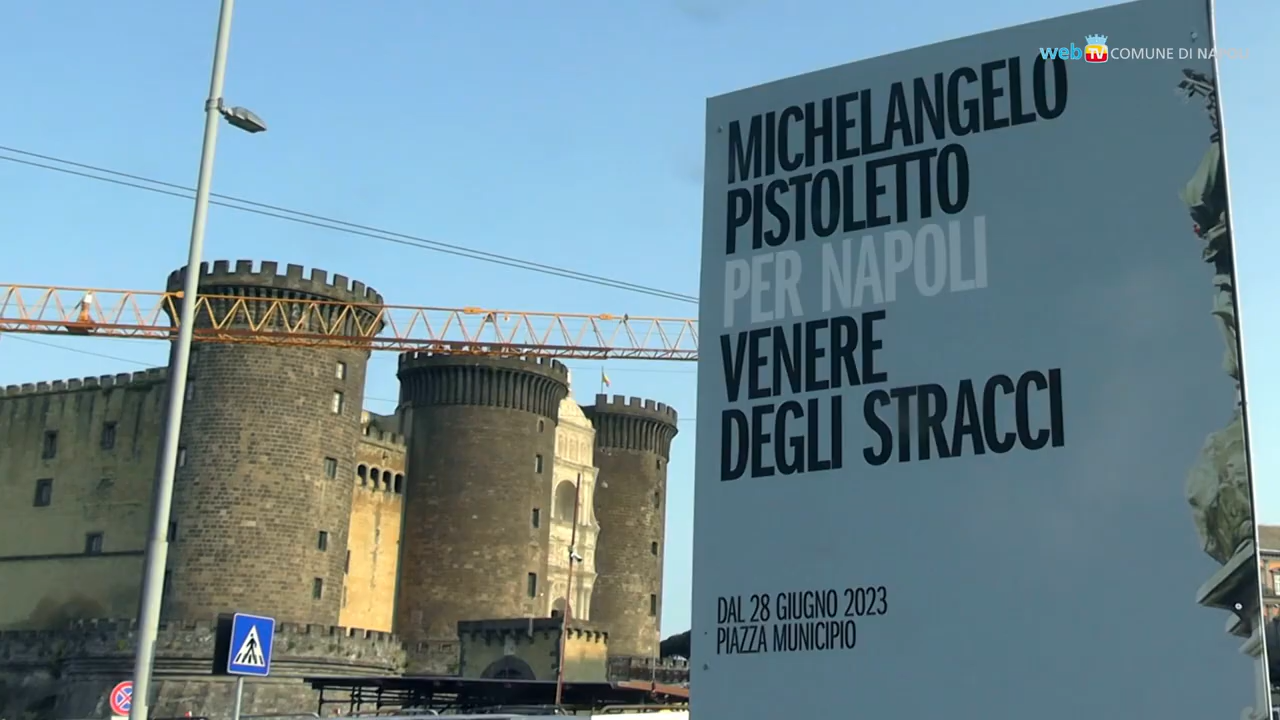 web TV COMUNE DI NAPOLI
MICHELANGELO
PISTOLETTO
PER NAPOLI
VENERE
DEGLI STRACCI
DAL 28 GIUGNO 2023
PIAZZA MUNICIPIO